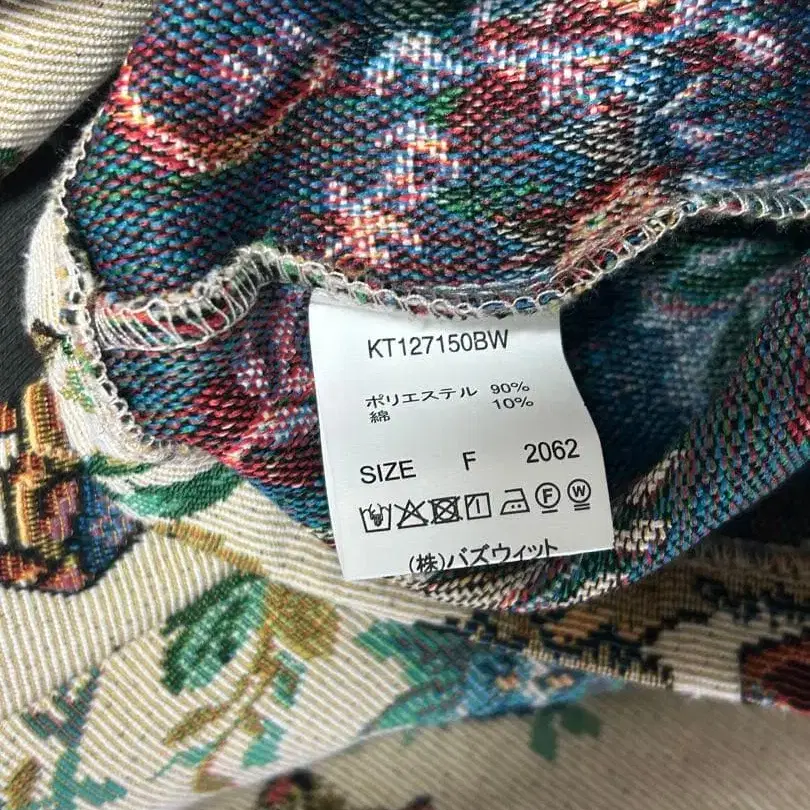 KT127150BW
ポリエステル 90%
綿 10%
SIZE F 2062
F W
(株)バズウィット